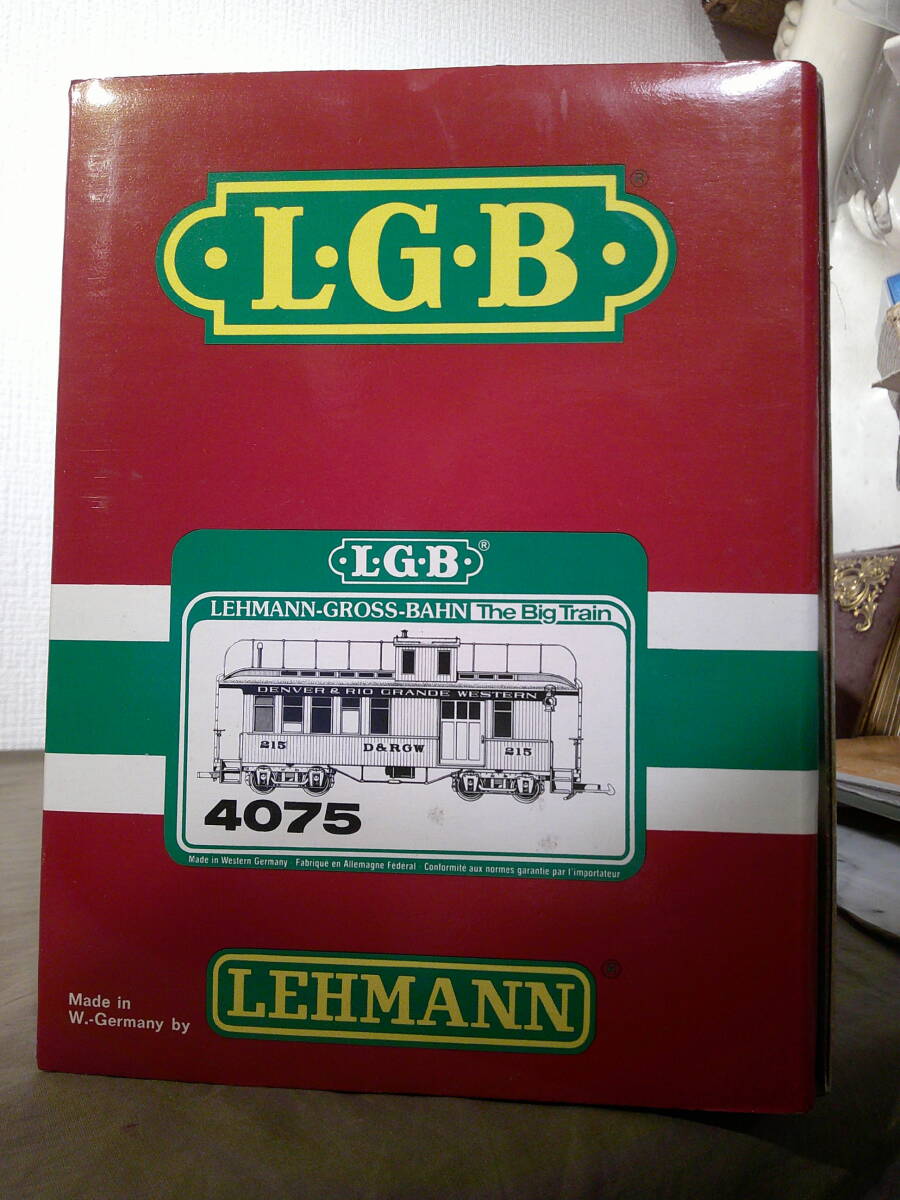 L·G·B ®
·L·G·B· ®
LEHMANN-GROSS-BAHN The Big Train
DENVER & RIO GRANDE WESTERN
215 D&RGW 215
4075
Made in Western Germany · Fabriqué en Allemagne Féderal · Conformité aux normes garantie par l'importateur
Made in
W.-Germany by
LEHMANN ®